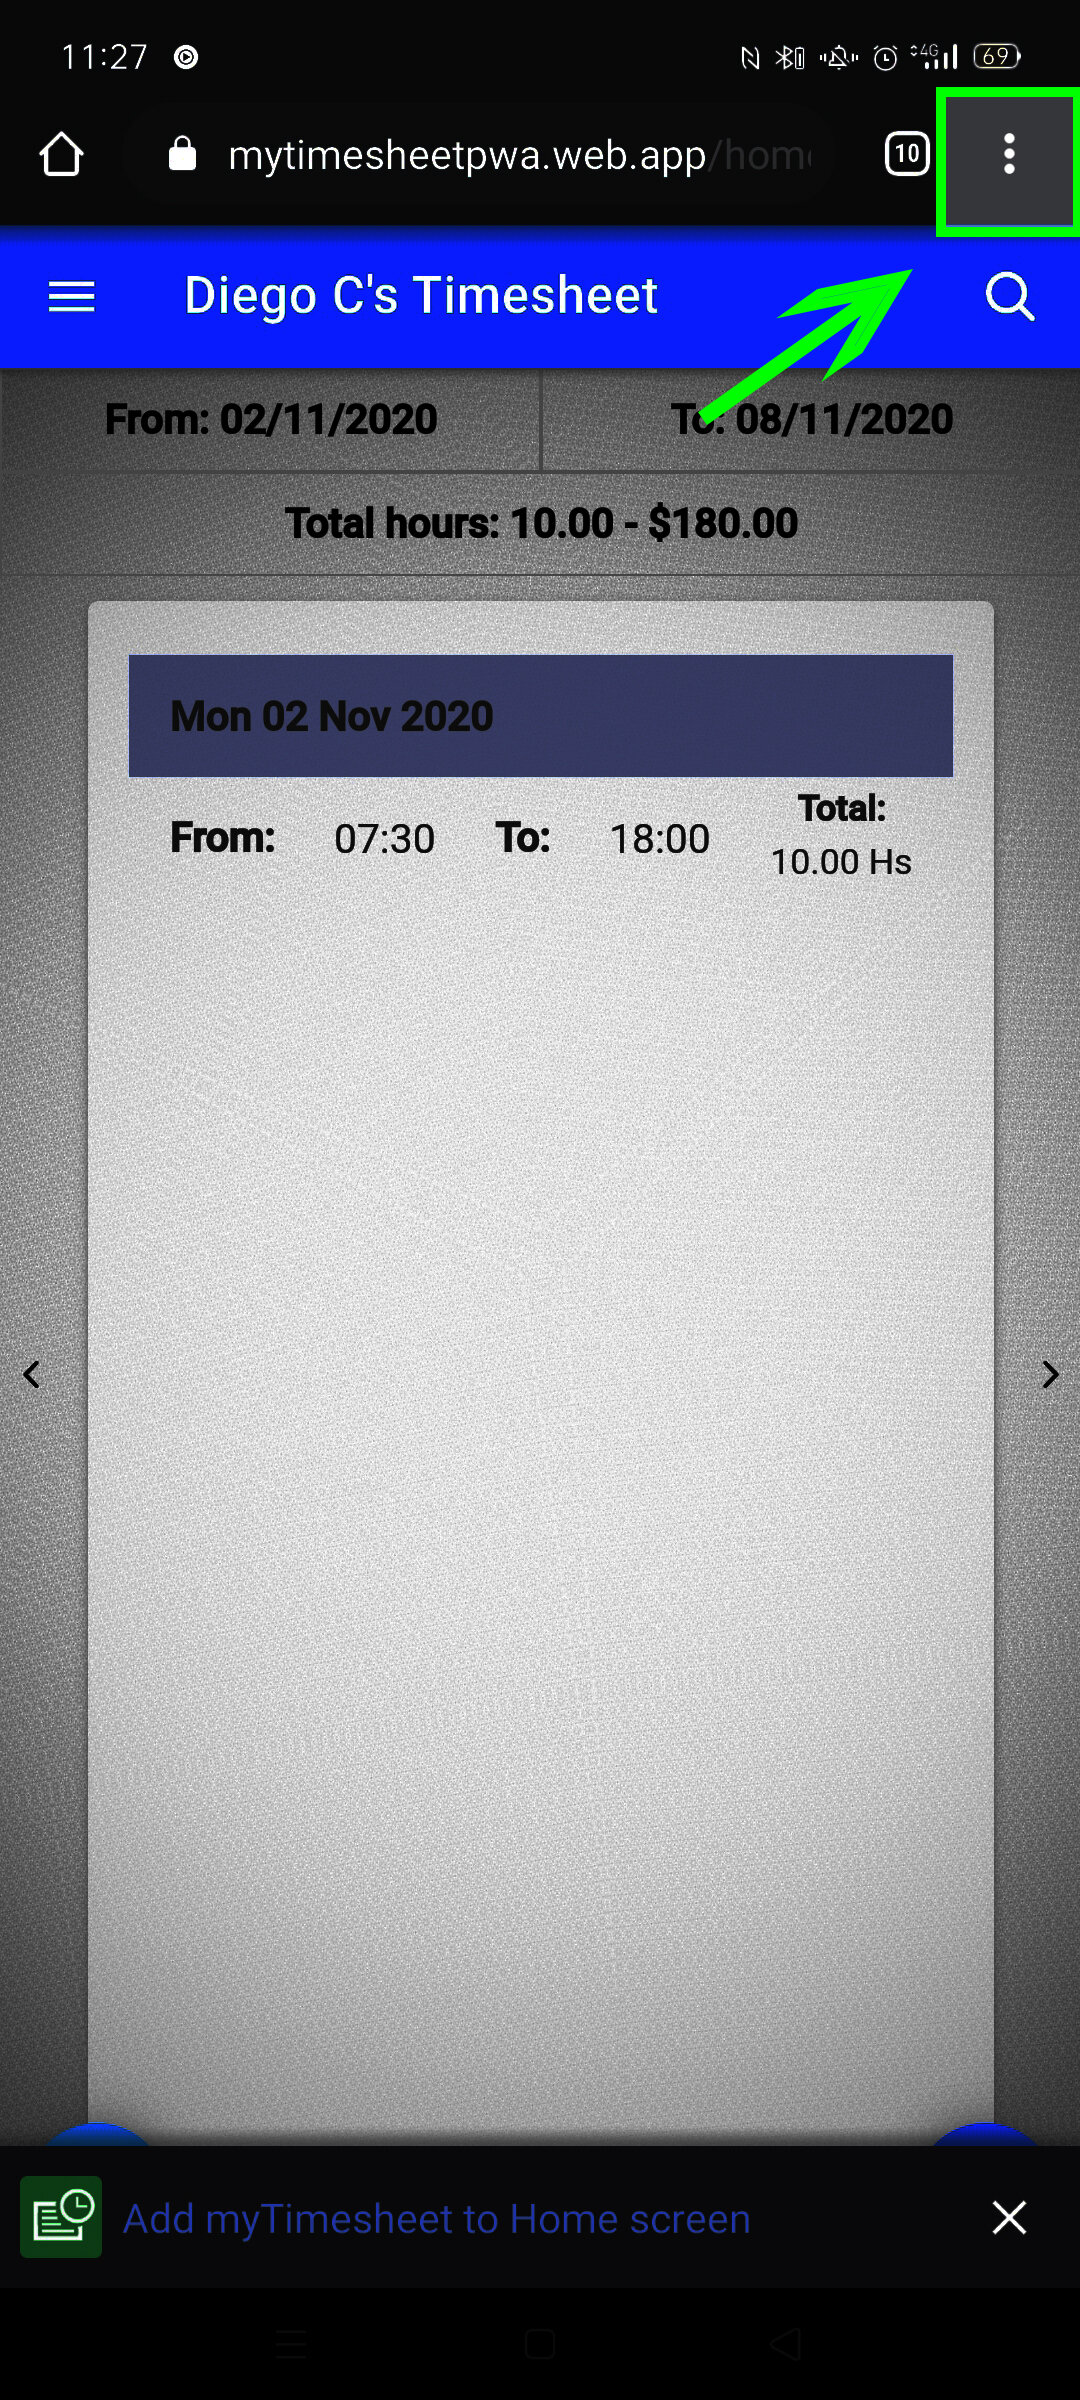 11:27
4G
69
mytimesheetpwa.web.app/hom
10
Diego C's Timesheet
From: 02/11/2020
To: 08/11/2020
Total hours: 10.00 - $180.00
Mon 02 Nov 2020
From: 07:30 To: 18:00 Total:
10.00 Hs
Add myTimesheet to Home screen